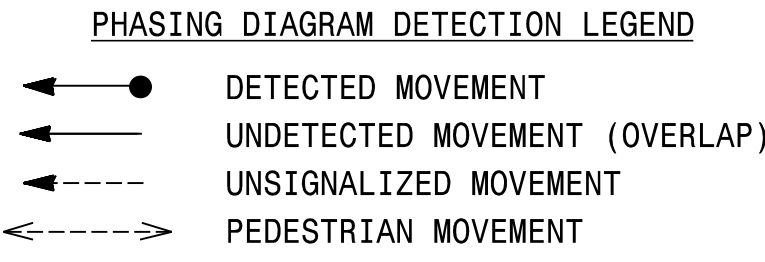 PHASING DIAGRAM DETECTION LEGEND
DETECTED MOVEMENT
UNDETECTED MOVEMENT (OVERLAP)
UNSIGNALIZED MOVEMENT
PEDESTRIAN MOVEMENT